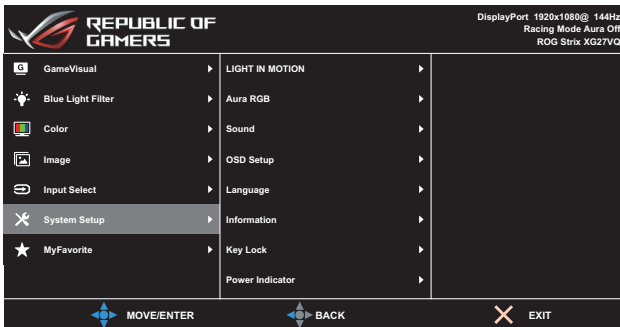 REPUBLIC OF
GAMERS
DisplayPort 1920x1080@ 144Hz
Racing Mode Aura Off
ROG Strix XG27VQ
G
GameVisual
Blue Light Filter
Color
Image
Input Select
System Setup
MyFavorite
LIGHT IN MOTION
Aura RGB
Sound
OSD Setup
Language
Information
Key Lock
Power Indicator
MOVE/ENTER
BACK
EXIT